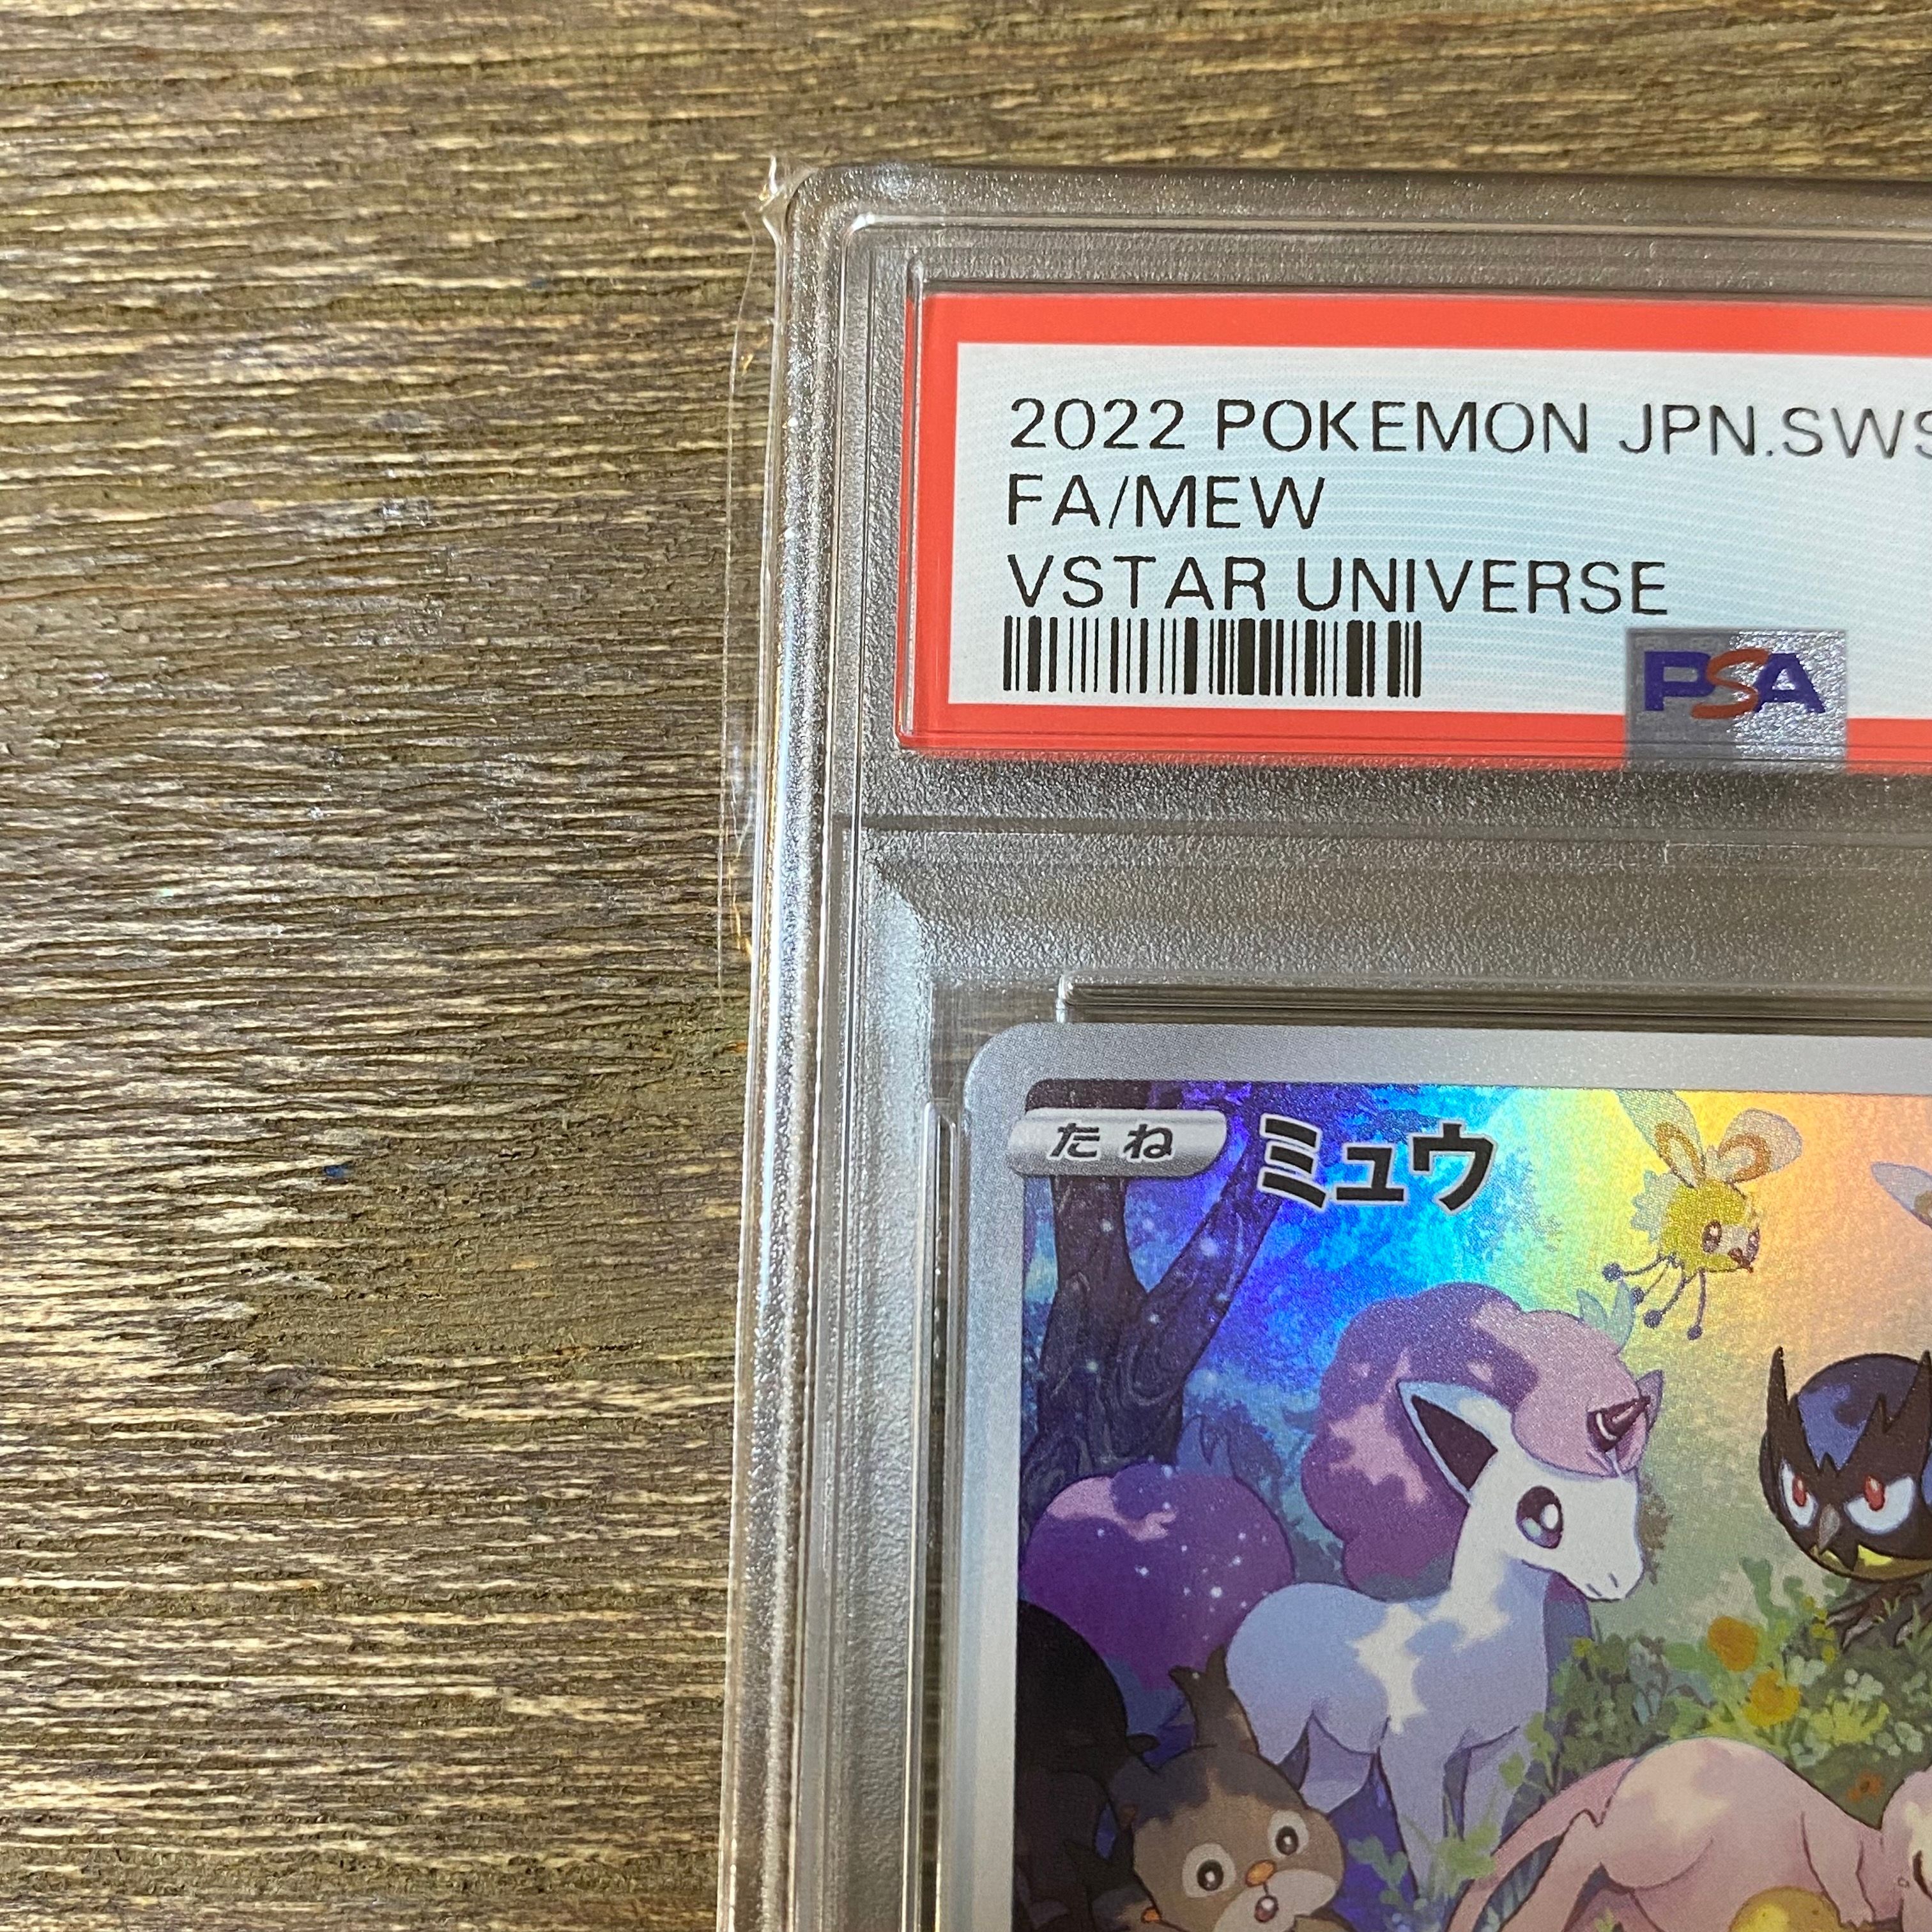 2022 POKEMON JPN.SWS
FA/MEW
VSTAR UNIVERSE
PSA
たね ミュウ